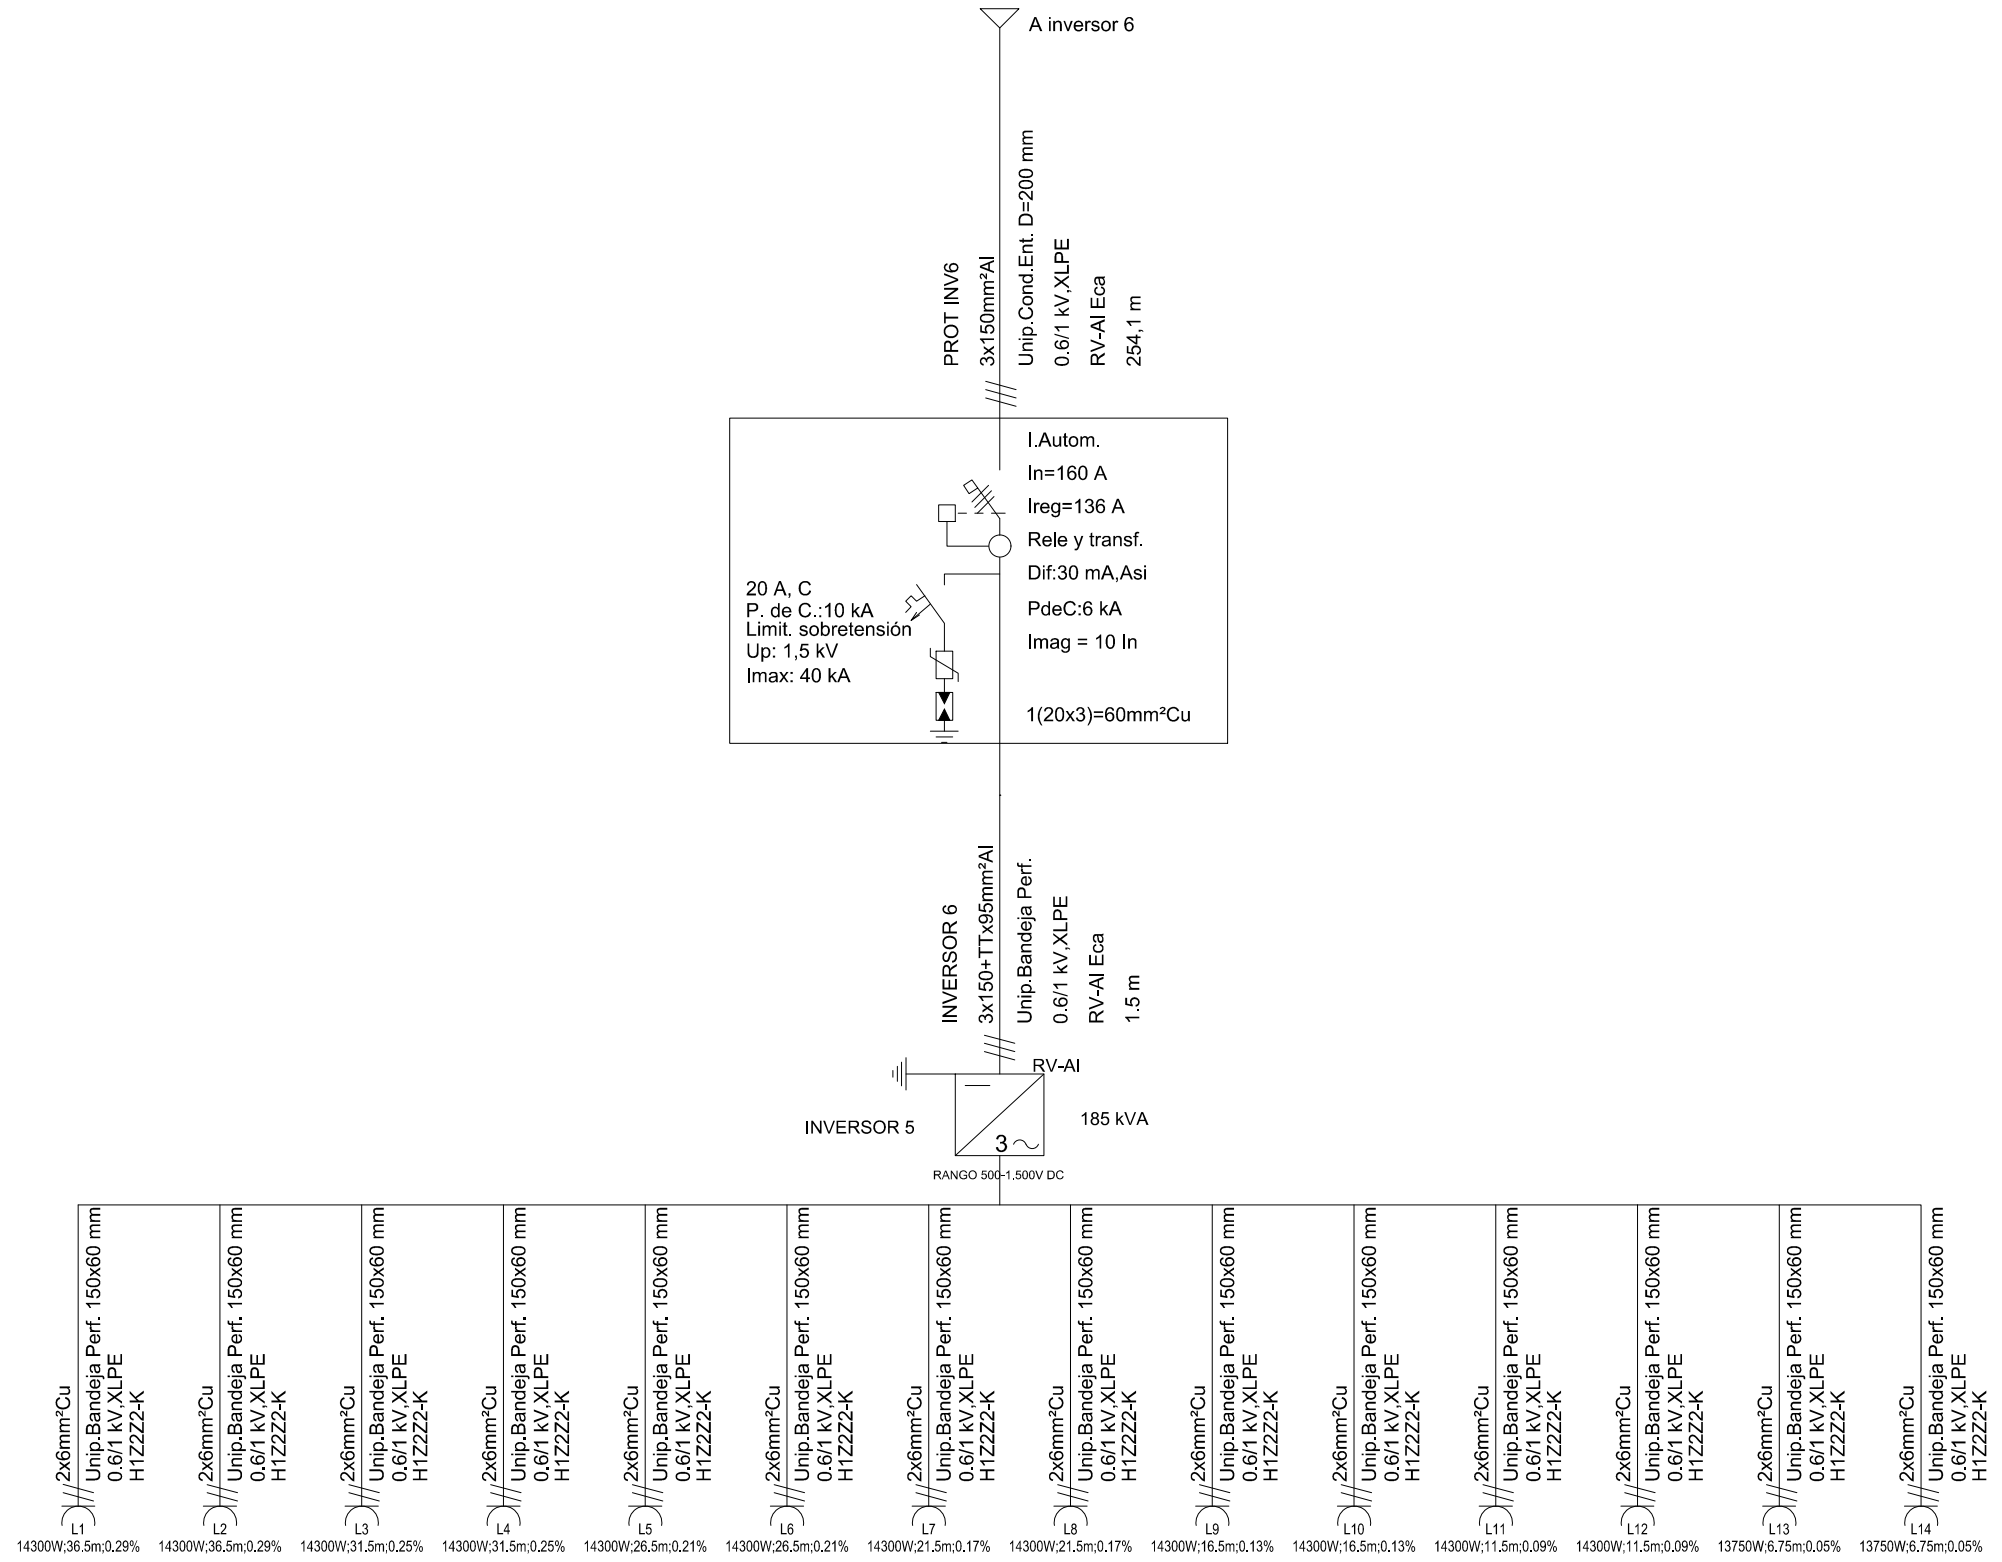 A inversor 6
PROT INV6
3x150mm²Al
Unip.Cond.Ent. D=200 mm
0.6/1 kV,XLPE
RV-Al Eca
254,1 m
I.Autom.
In=160 A
Ireg=136 A
Rele y transf.
Dif:30 mA,Asi
PdeC:6 kA
Imag = 10 In
1(20x3)=60mm²Cu
20 A, C
P. de C.:10 kA
Limit. sobretensión
Up: 1,5 kV
Imax: 40 kA
INVERSOR 6
3x150+TTx95mm²Al
Unip.Bandeja Perf.
0.6/1 kV,XLPE
RV-Al Eca
1.5 m
RV-Al
INVERSOR 5
3
185 kVA
RANGO 500-1.500V DC
2x6mm²Cu
Unip.Bandeja Perf. 150x60 mm
0.6/1 kV,XLPE
H1Z2Z2-K
L1
14300W;36.5m;0.29%
2x6mm²Cu
Unip.Bandeja Perf. 150x60 mm
0.6/1 kV,XLPE
H1Z2Z2-K
L2
14300W;36.5m;0.29%
2x6mm²Cu
Unip.Bandeja Perf. 150x60 mm
0.6/1 kV,XLPE
H1Z2Z2-K
L3
14300W;31.5m;0.25%
2x6mm²Cu
Unip.Bandeja Perf. 150x60 mm
0.6/1 kV,XLPE
H1Z2Z2-K
L4
14300W;31.5m;0.25%
2x6mm²Cu
Unip.Bandeja Perf. 150x60 mm
0.6/1 kV,XLPE
H1Z2Z2-K
L5
14300W;26.5m;0.21%
2x6mm²Cu
Unip.Bandeja Perf. 150x60 mm
0.6/1 kV,XLPE
H1Z2Z2-K
L6
14300W;26.5m;0.21%
2x6mm²Cu
Unip.Bandeja Perf. 150x60 mm
0.6/1 kV,XLPE
H1Z2Z2-K
L7
14300W;21.5m;0.17%
2x6mm²Cu
Unip.Bandeja Perf. 150x60 mm
0.6/1 kV,XLPE
H1Z2Z2-K
L8
14300W;21.5m;0.17%
2x6mm²Cu
Unip.Bandeja Perf. 150x60 mm
0.6/1 kV,XLPE
H1Z2Z2-K
L9
14300W;16.5m;0.13%
2x6mm²Cu
Unip.Bandeja Perf. 150x60 mm
0.6/1 kV,XLPE
H1Z2Z2-K
L10
14300W;16.5m;0.13%
2x6mm²Cu
Unip.Bandeja Perf. 150x60 mm
0.6/1 kV,XLPE
H1Z2Z2-K
L11
14300W;11.5m;0.09%
2x6mm²Cu
Unip.Bandeja Perf. 150x60 mm
0.6/1 kV,XLPE
H1Z2Z2-K
L12
14300W;11.5m;0.09%
2x6mm²Cu
Unip.Bandeja Perf. 150x60 mm
0.6/1 kV,XLPE
H1Z2Z2-K
L13
13750W;6.75m;0.05%
2x6mm²Cu
Unip.Bandeja Perf. 150x60 mm
0.6/1 kV,XLPE
H1Z2Z2-K
L14
13750W;6.75m;0.05%